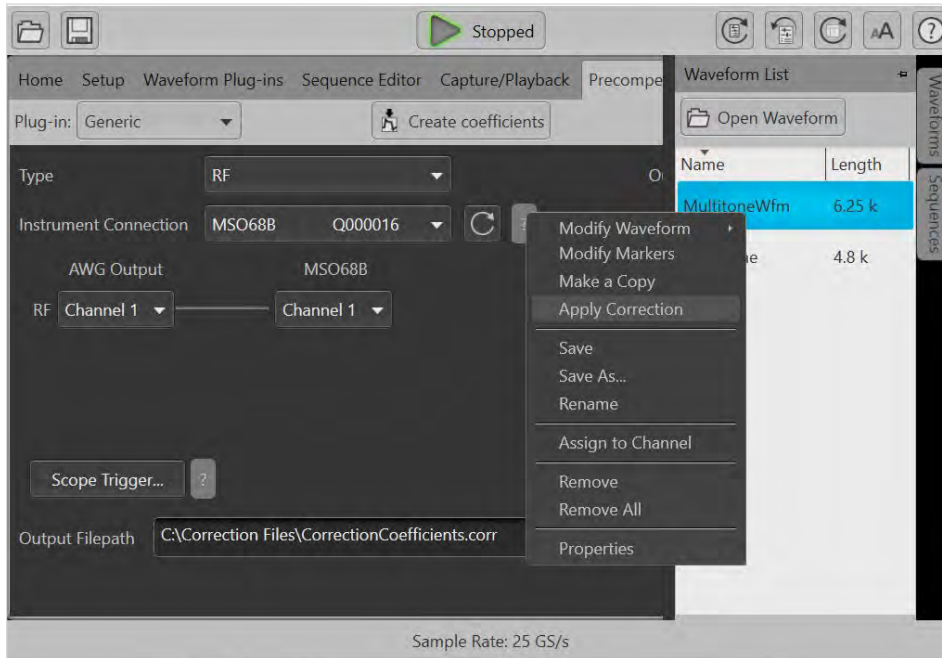 Stopped
AA
?
Home Setup Waveform Plug-ins Sequence Editor Capture/Playback Precompe
Plug-in: Generic
Create coefficients
Type RF
O
Instrument Connection MSO68B Q000016
?
AWG Output MSO68B
RF Channel 1 Channel 1
Scope Trigger...
?
Output Filepath C:\Correction Files\CorrectionCoefficients.corr
Modify Waveform
Modify Markers
Make a Copy
Apply Correction
Save
Save As...
Rename
Assign to Channel
Remove
Remove All
Properties
Waveform List
Open Waveform
Name Length
MultitoneWfm 6.25 k
ne 4.8 k
Waveforms
Sequences
Sample Rate: 25 GS/s